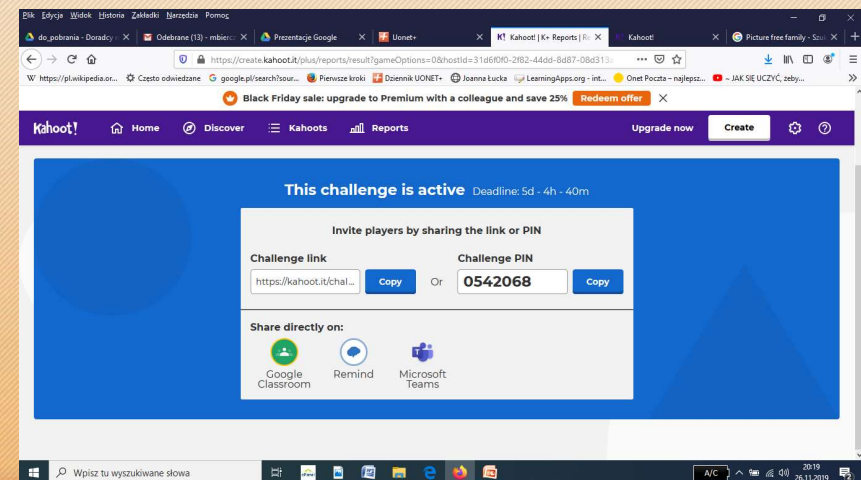 Plik Edycja Widok Historia Zakładki Narzędzia Pomoc
do_pobrania - Doradcy Odebrane (13) - mbierc Prezentacje Google Uonet+ Kahoot! | K+ Reports | Re Kahoot! Picture free family - Szuk
https://create.kahoot.it/plus/reports/result?gameOptions=0&hostId=31d6f0f0-2f82-44dd-8d87-08d313
https://pl.wikipedia.or... Często odwiedzane google.pl/search?sour... Pierwsze kroki Dziennik UONET+ Joanna Łucka LearningApps.org - int... Onet Poczta – najlepsz... - JAK SIĘ UCZYĆ, żeby...
Black Friday sale: upgrade to Premium with a colleague and save 25% Redeem offer
Kahoot! Home Discover Kahoots Reports Upgrade now Create
This challenge is active Deadline: 5d - 4h - 40m
Invite players by sharing the link or PIN
Challenge link Challenge PIN
https://kahoot.it/chal... Copy Or 0542068 Copy
Share directly on:
Google Classroom Remind Microsoft Teams
Wpisz tu wyszukiwane słowa A/C 20:19
26.11.2019